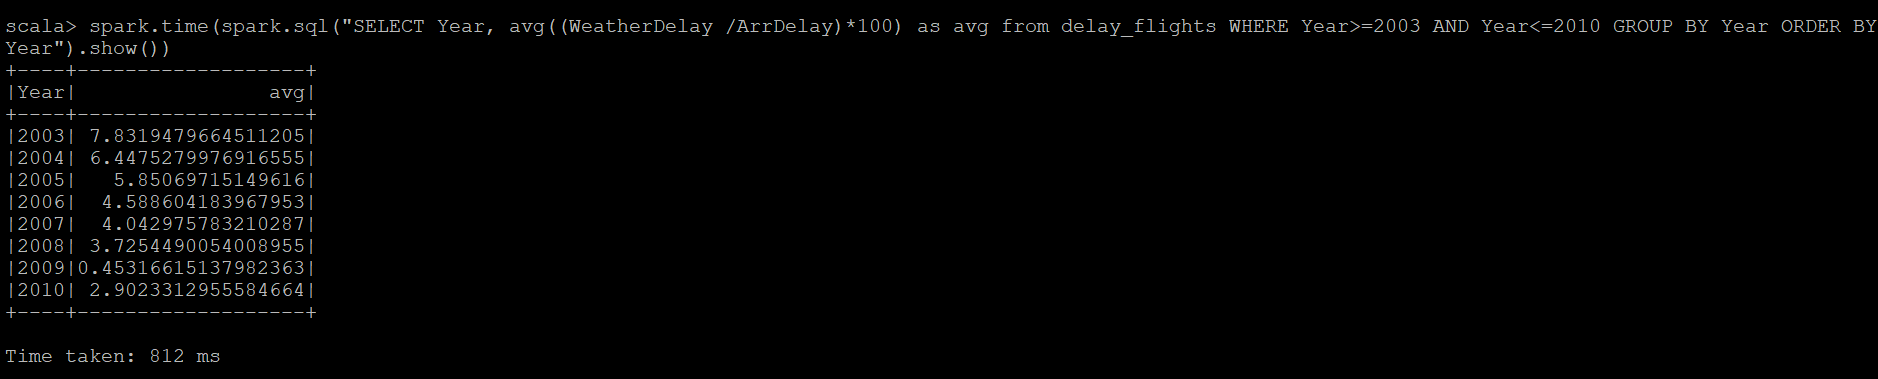 scala> spark.time(spark.sql("SELECT Year, avg((WeatherDelay /ArrDelay)*100) as avg from delay_flights WHERE Year>=2003 AND Year<=2010 GROUP BY Year ORDER BY
Year").show())
+----+-------------------+
|Year|                avg|
+----+-------------------+
|2003| 7.8319479664511205|
|2004| 6.4475279976916555|
|2005|   5.85069715149616|
|2006|  4.588604183967953|
|2007|  4.042975783210287|
|2008| 3.7254490054008955|
|2009|0.45316615137982363|
|2010| 2.9023312955584664|
+----+-------------------+
Time taken: 812 ms